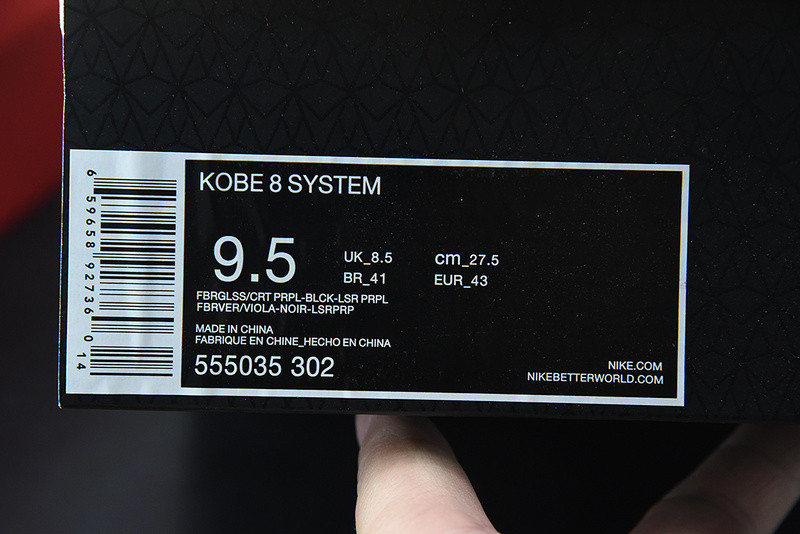 KOBE 8 SYSTEM
9.5
UK_8.5
cm_27.5
BR_41
EUR_43
FBRGLSS/CRT PRPL-BLCK-LSR PRPL
FBRVER/VIOLA-NOIR-LSRPRP
MADE IN CHINA
FABRIQUE EN CHINE_HECHO EN CHINA
555035 302
NIKE.COM
NIKEBETTERWORLD.COM
6 59658 92736 0 14